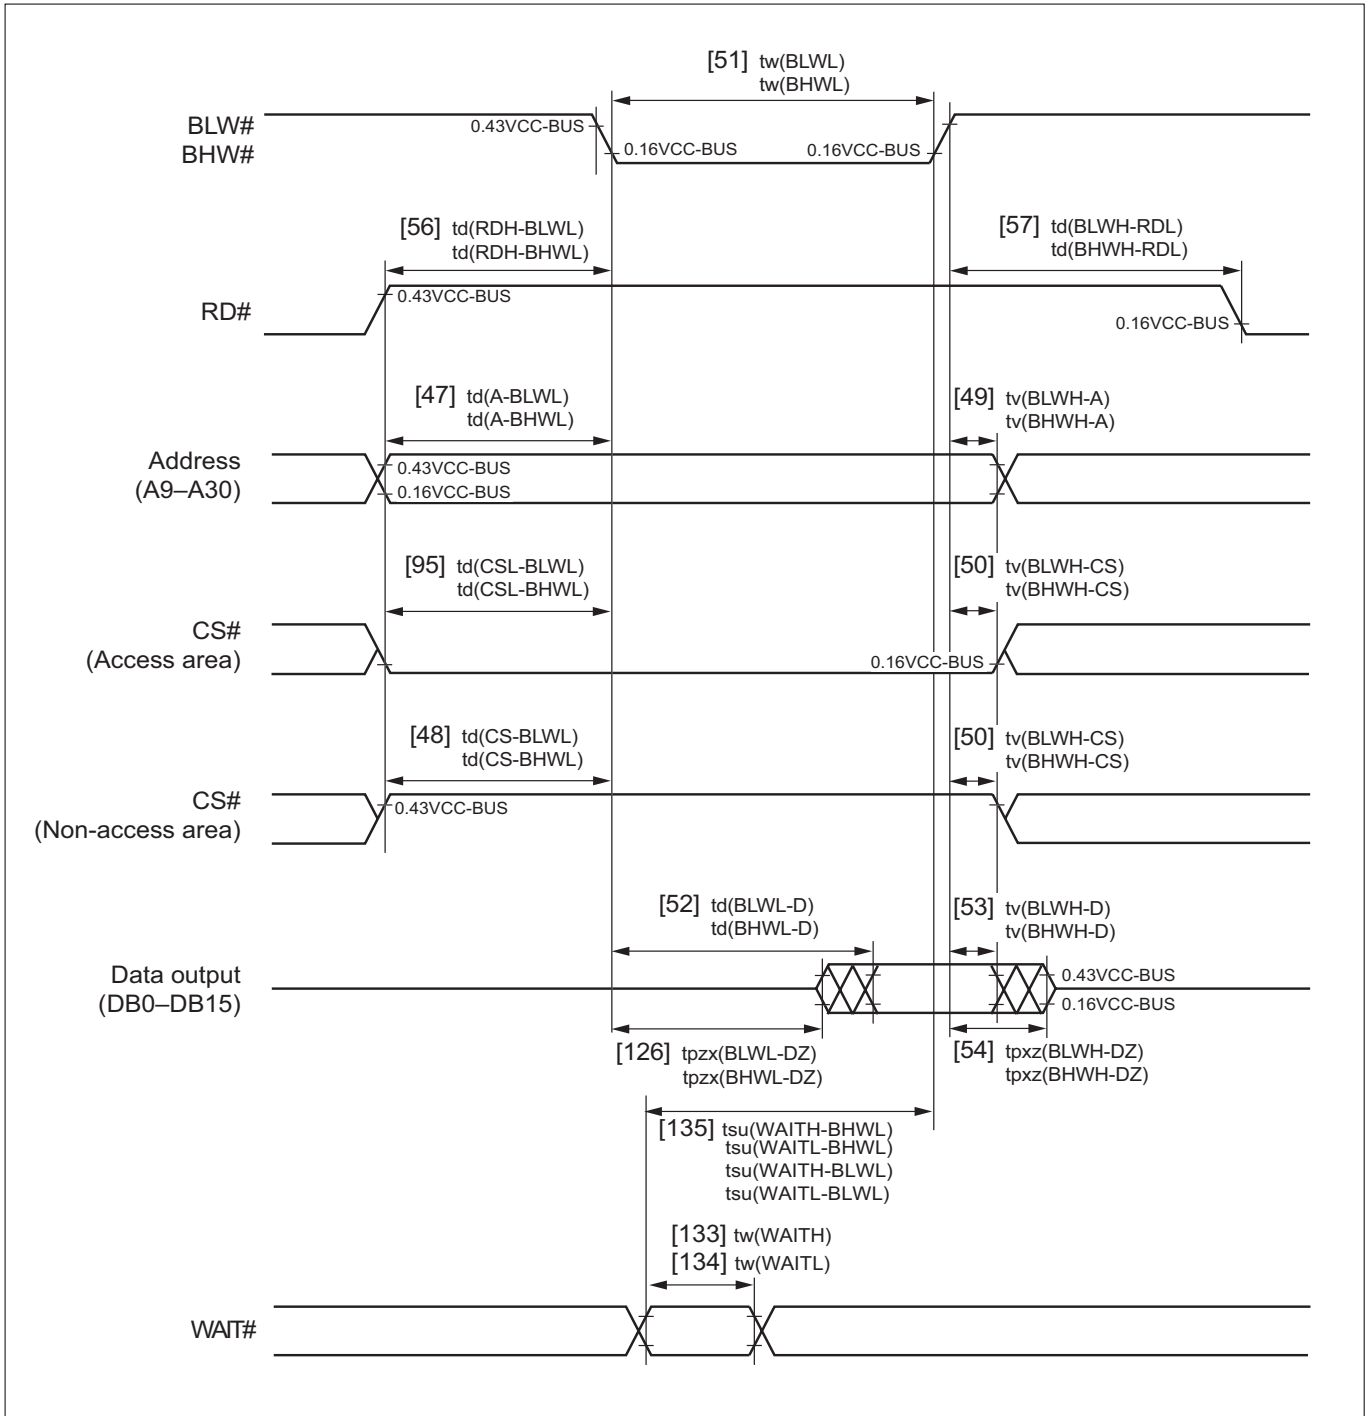 [51] tw(BLWL)
tw(BHWL)
BLW#
BHW#
0.43VCC-BUS
0.16VCC-BUS
0.16VCC-BUS
[56] td(RDH-BLWL)
td(RDH-BHWL)
[57] td(BLWH-RDL)
td(BHWH-RDL)
RD#
0.43VCC-BUS
0.16VCC-BUS
[47] td(A-BLWL)
td(A-BHWL)
[49] tv(BLWH-A)
tv(BHWH-A)
Address
(A9–A30)
0.43VCC-BUS
0.16VCC-BUS
[95] td(CSL-BLWL)
td(CSL-BHWL)
[50] tv(BLWH-CS)
tv(BHWH-CS)
CS#
(Access area)
0.16VCC-BUS
[48] td(CS-BLWL)
td(CS-BHWL)
[50] tv(BLWH-CS)
tv(BHWH-CS)
CS#
(Non-access area)
0.43VCC-BUS
[52] td(BLWL-D)
td(BHWL-D)
[53] tv(BLWH-D)
tv(BHWH-D)
Data output
(DB0–DB15)
0.43VCC-BUS
0.16VCC-BUS
[126] tpzx(BLWL-DZ)
tpzx(BHWL-DZ)
[54] tpxz(BLWH-DZ)
tpxz(BHWH-DZ)
[135] tsu(WAITH-BHWL)
tsu(WAITL-BHWL)
tsu(WAITH-BLWL)
tsu(WAITL-BLWL)
[133] tw(WAITH)
[134] tw(WAITL)
WAIT#